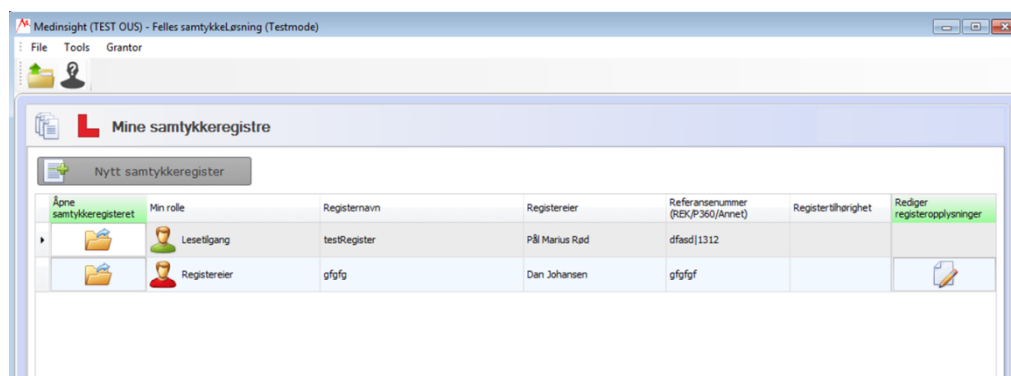 Medinsight (TEST OUS) - Felles samtykkeLøsning (Testmode)
File Tools Grantor
Mine samtykkeregistre
Nytt samtykkeregister
Åpne samtykkeregisteret Min rolle Registernavn Registereier Referansenummer (REK/P360/Annet) Registertilhørighet Rediger registeropplysninger
Lesetilgang testRegister Pål Marius Rød dfasd|1312
Registereier gfgfg Dan Johansen gfgfgf